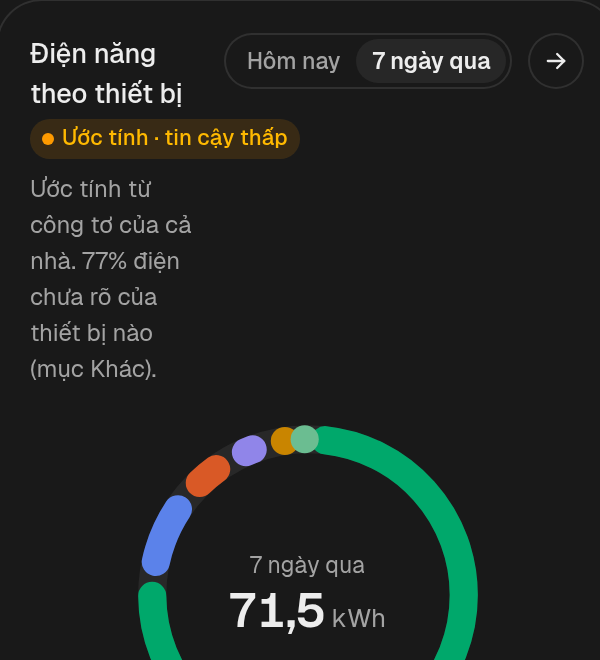 Điện năng
theo thiết bị
Hôm nay
7 ngày qua
Ước tính · tin cậy thấp
Ước tính từ
công tơ của cả
nhà. 77% điện
chưa rõ của
thiết bị nào
(mục Khác).
7 ngày qua
71,5 kWh